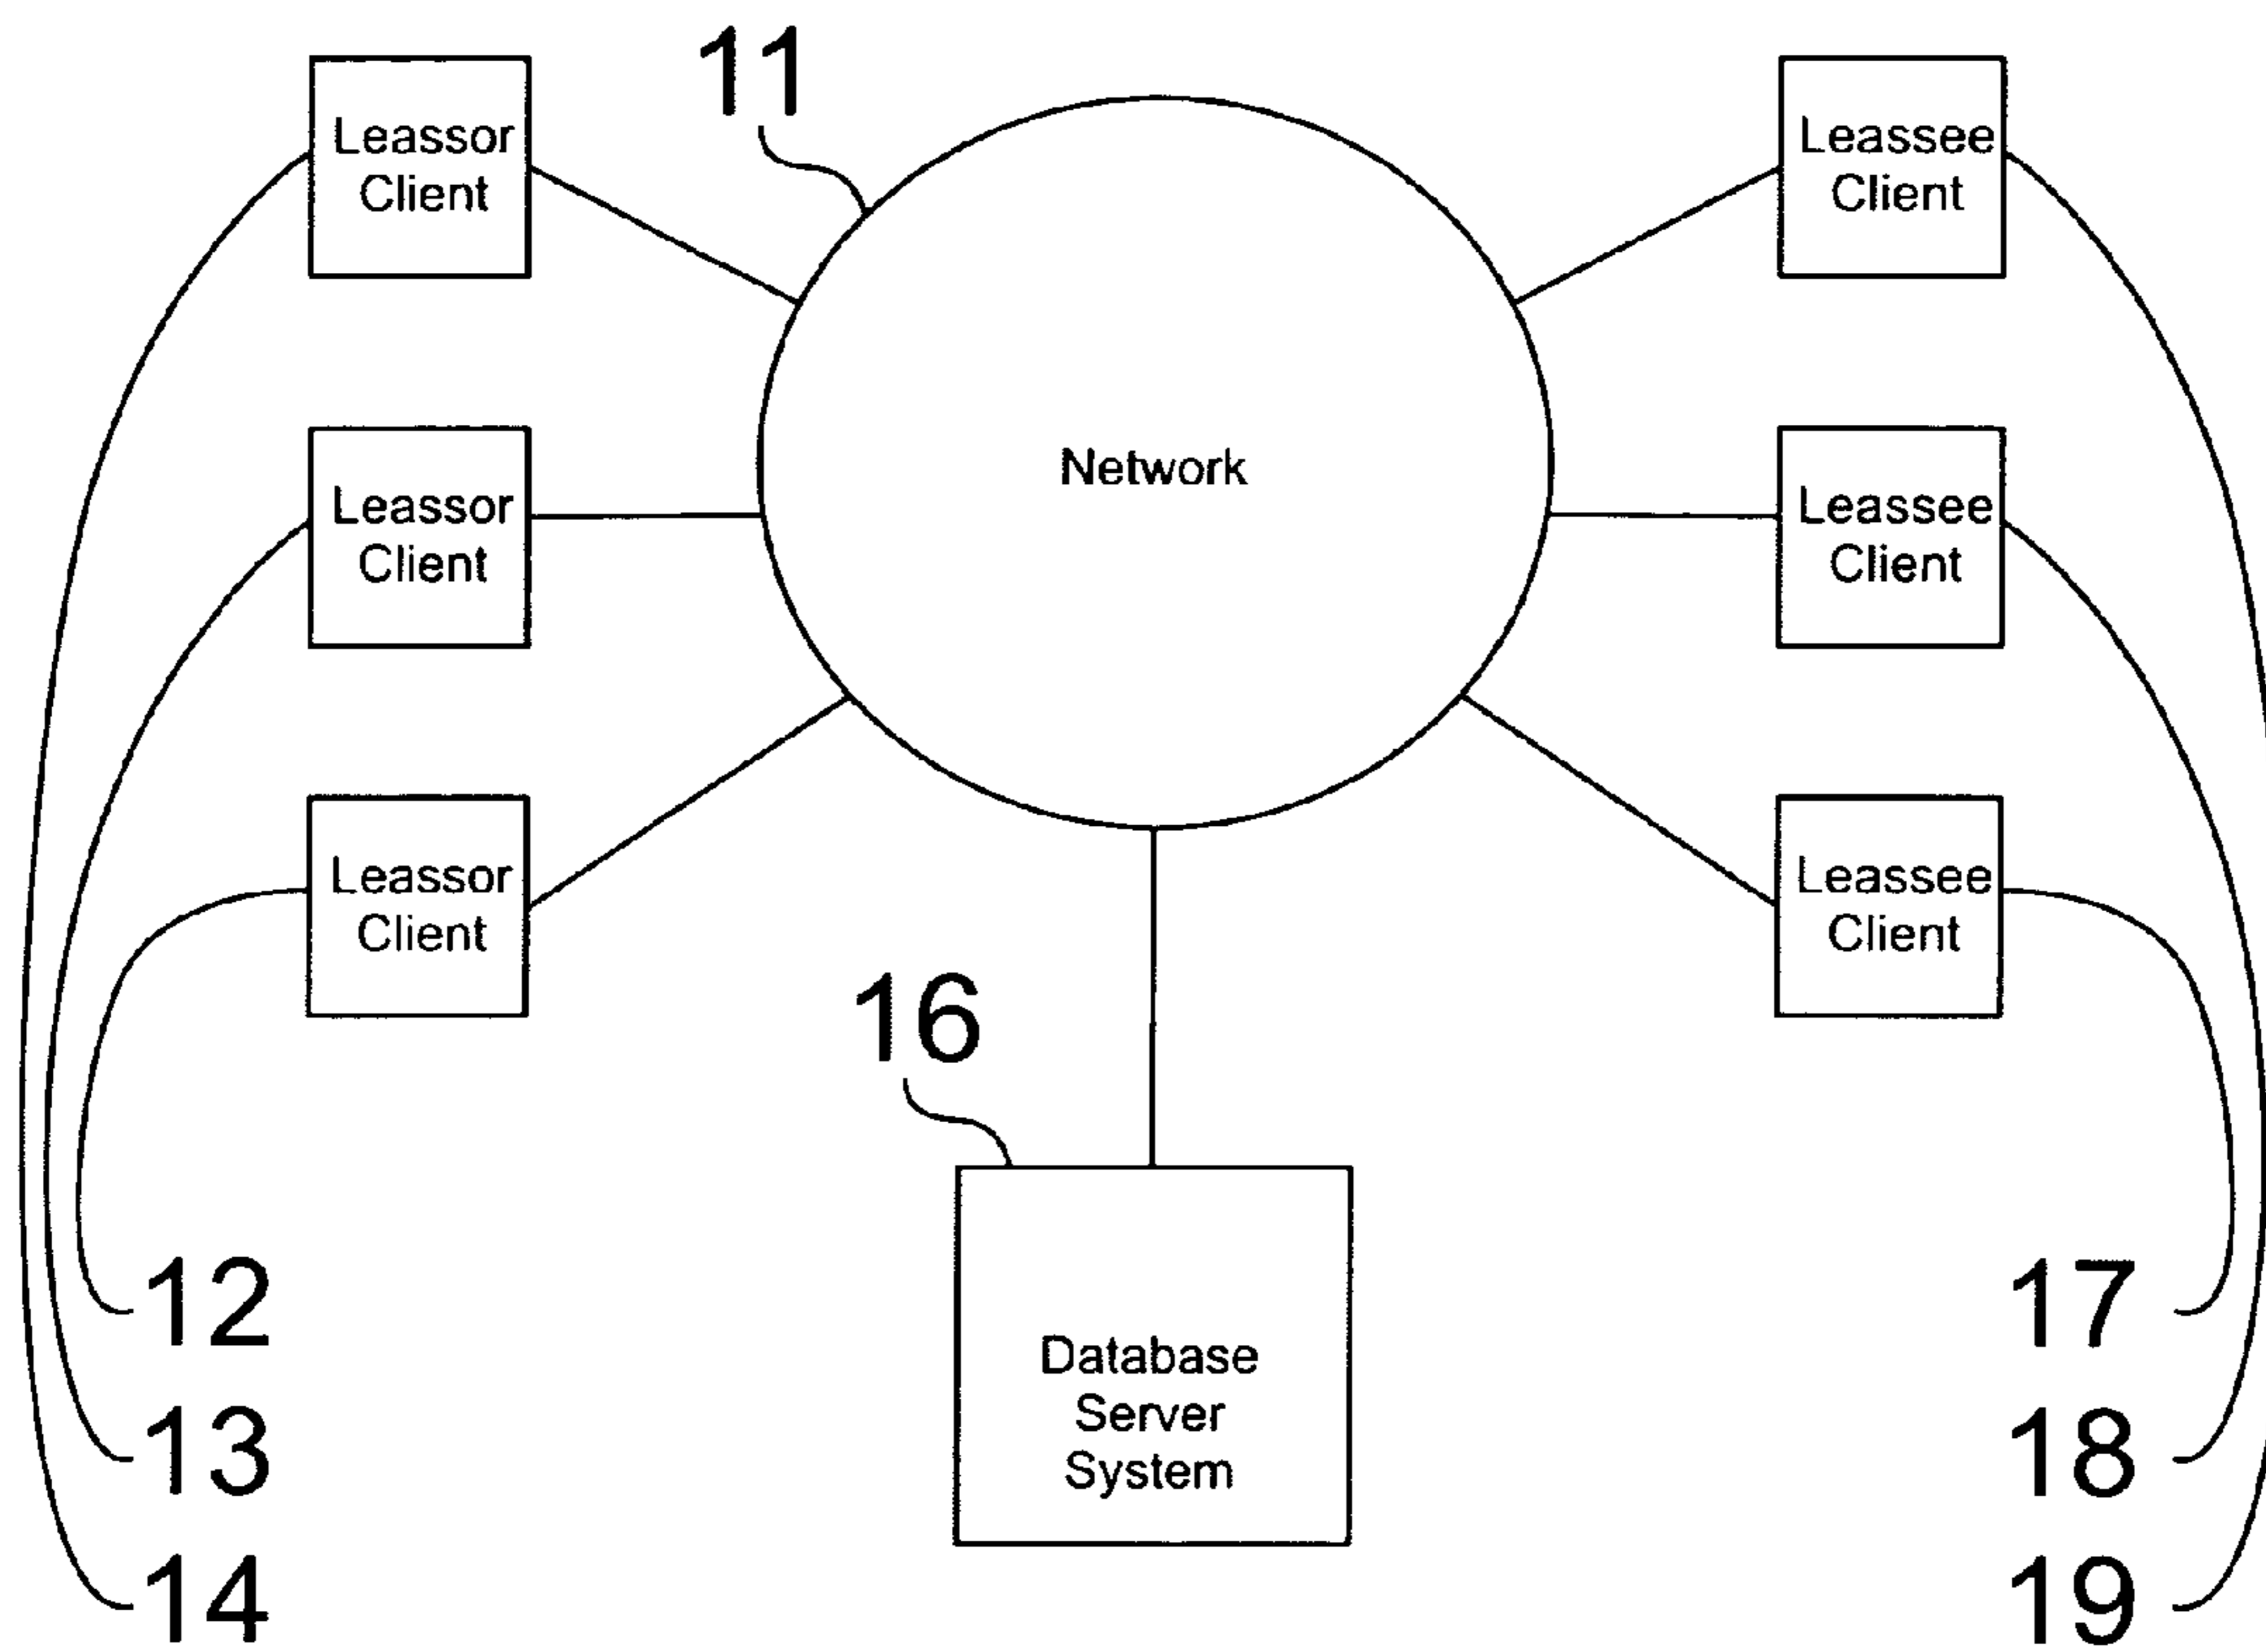 11
Leassor
Client
Leassee
Client
Network
Leassor
Client
Leassee
Client
Leassor
Client
Leassee
Client
16
Database
Server
System
12
13
14
17
18
19